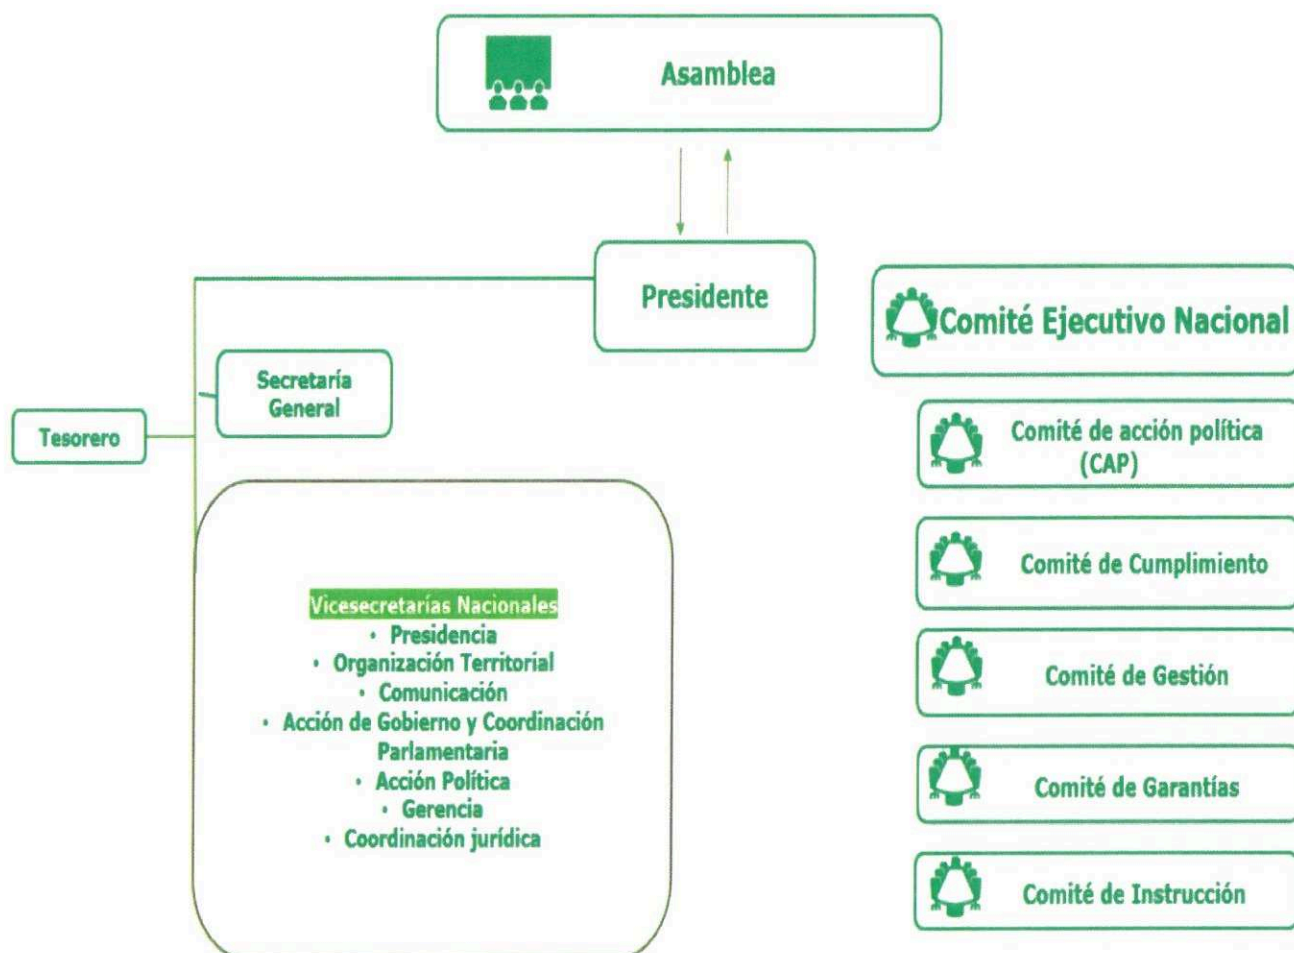 Asamblea
Presidente
Comité Ejecutivo Nacional
Secretaría
General
Tesorero
Comité de acción política
(CAP)
Comité de Cumplimiento
Comité de Gestión
Comité de Garantías
Comité de Instrucción
Vicesecretarías Nacionales
• Presidencia
• Organización Territorial
• Comunicación
• Acción de Gobierno y Coordinación
Parlamentaria
• Acción Política
• Gerencia
• Coordinación jurídica